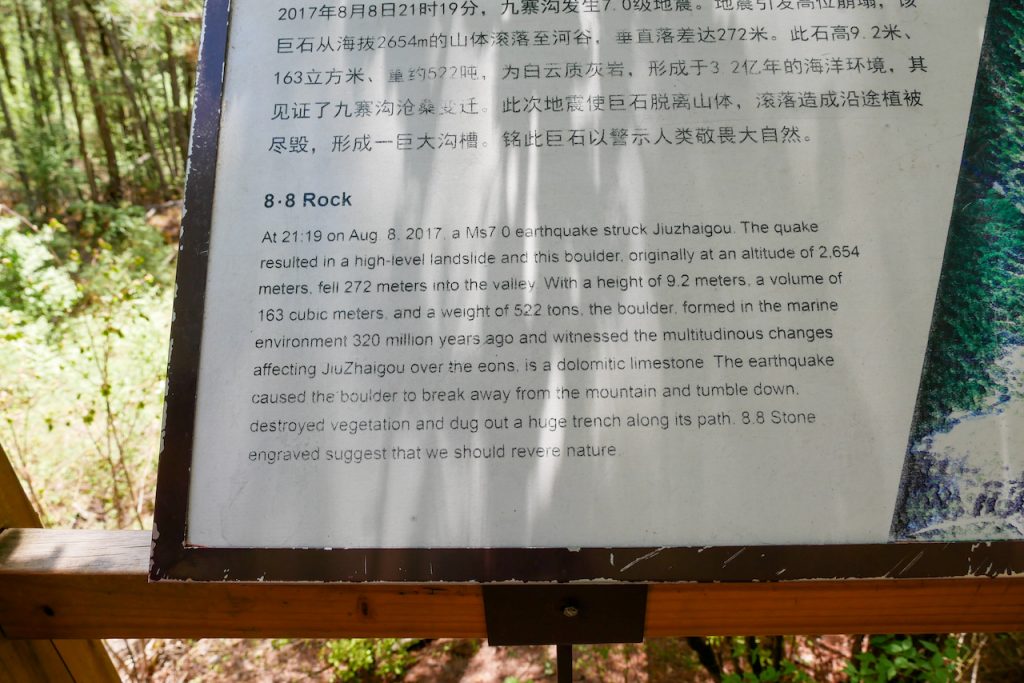 2017年8月8日21时19分，九寨沟发生7.0级地震。地震引发高位崩塌，该
巨石从海拔2654m的山体滚落至河谷，垂直落差达272米。此石高9.2米、
163立方米、重约522吨，为白云质灰岩，形成于3.2亿年的海洋环境，其
见证了九寨沟沧桑变迁。此次地震使巨石脱离山体，滚落造成沿途植被
尽毁，形成一巨大沟槽。铭此巨石以警示人类敬畏大自然。
8·8 Rock
At 21:19 on Aug. 8, 2017, a Ms7.0 earthquake struck Jiuzhaigou. The quake
resulted in a high-level landslide and this boulder, originally at an altitude of 2,654
meters, fell 272 meters into the valley. With a height of 9.2 meters, a volume of
163 cubic meters, and a weight of 522 tons, the boulder, formed in the marine
environment 320 million years ago and witnessed the multitudinous changes
affecting JiuZhaigou over the eons, is a dolomitic limestone. The earthquake
caused the boulder to break away from the mountain and tumble down,
destroyed vegetation and dug out a huge trench along its path. 8.8 Stone
engraved suggest that we should revere nature.